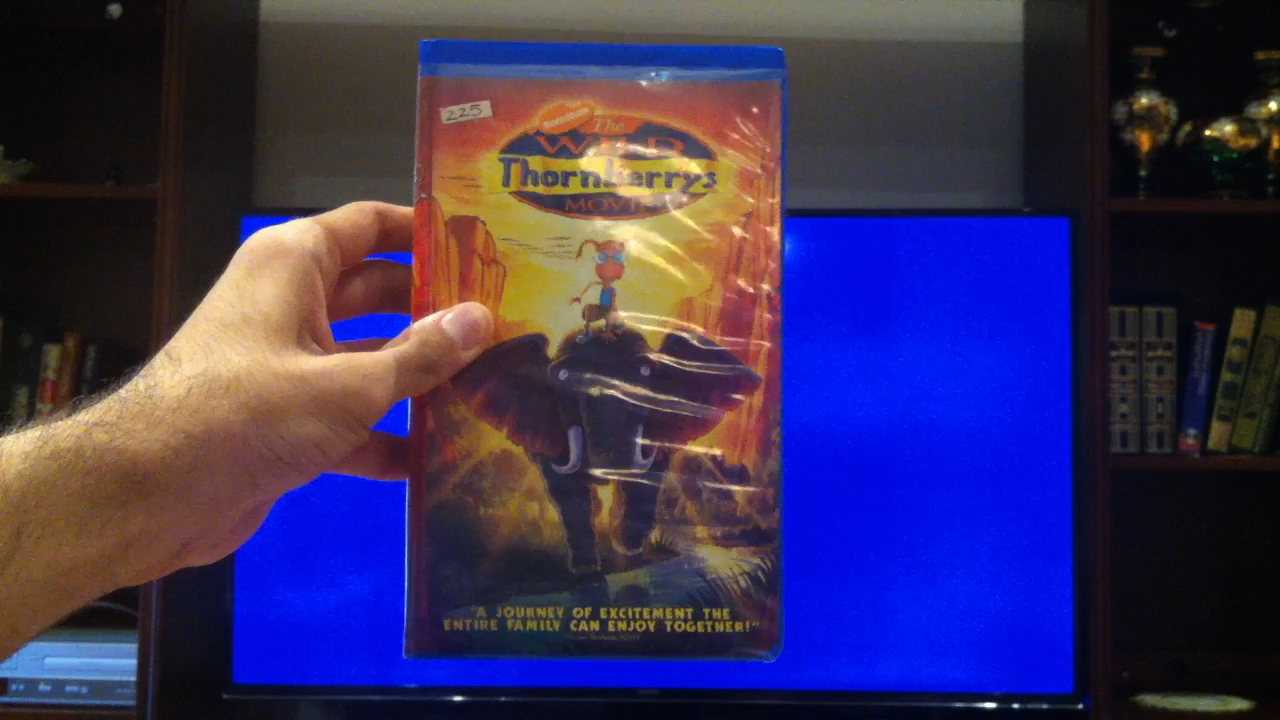 225
Nickelodeon
The
WILD
Thornberrys
MOVIE
"A JOURNEY OF EXCITEMENT THE
ENTIRE FAMILY CAN ENJOY TOGETHER!"